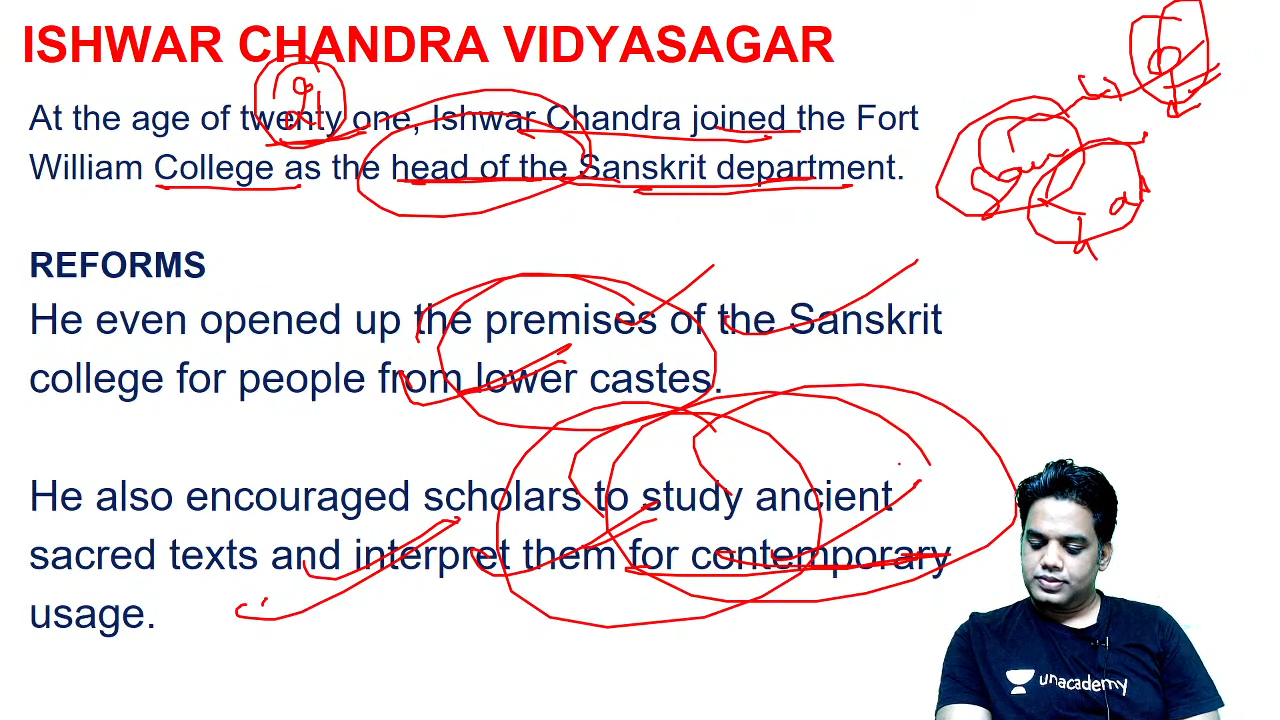 ISHWAR CHANDRA VIDYASAGAR
At the age of twenty one, Ishwar Chandra joined the Fort
William College as the head of the Sanskrit department.
REFORMS
He even opened up the premises of the Sanskrit
college for people from lower castes.
He also encouraged scholars to study ancient
sacred texts and interpret them for contemporary
usage.
unacademy